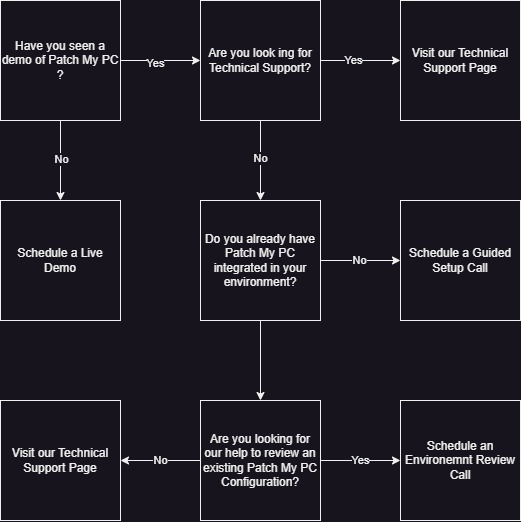 Have you seen a
demo of Patch My PC
?
Yes
Are you look ing for
Technical Support?
Yes
Visit our Technical
Support Page
No
No
Schedule a Live
Demo
Do you already have
Patch My PC
integrated in your
environment?
No
Schedule a Guided
Setup Call
Visit our Technical
Support Page
No
Are you looking for
our help to review an
existing Patch My PC
Configuration?
Yes
Schedule an
Environemnt Review
Call